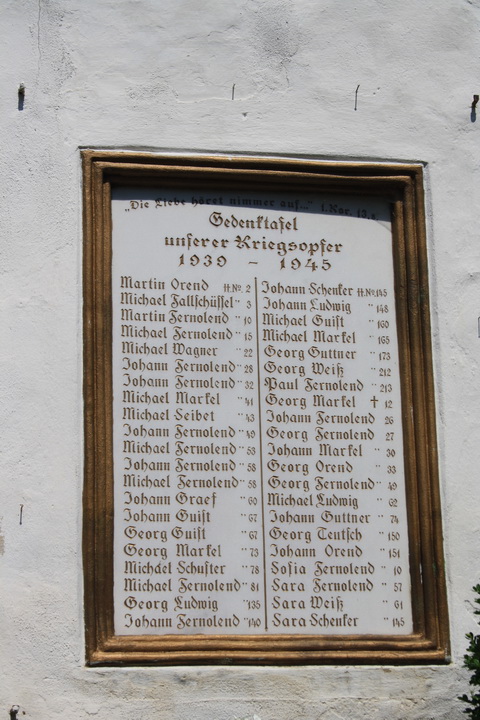 „Die Liebe höret nimmer auf..." 1.Kor. 13,8
Gedenktafel
unserer Kriegsopfer
1939 – 1945
Martin Orend H.No. 2
Michael Fallschüssel " 3
Martin Fernolend " 10
Michael Fernolend " 15
Michael Wagner " 22
Johann Fernolend " 28
Johann Fernolend " 32
Michael Markel " 41
Michael Seibet " 43
Johann Fernolend " 49
Michael Fernolend " 53
Johann Fernolend " 58
Michael Fernolend " 58
Johann Graef " 60
Johann Guist " 67
Georg Guist " 67
Georg Markel " 75
Michael Schuster " 78
Michael Fernolend " 84
Georg Ludwig " 135
Johann Fernolend " 140
Johann Schenker H.No. 145
Johann Ludwig " 148
Michael Guist " 160
Michael Markel " 165
Georg Guttner " 173
Georg Weiß " 212
Paul Fernolend " 213
Georg Markel † 12
Johann Fernolend 26
Georg Fernolend 27
Johann Markel " 30
Georg Orend " 33
Georg Fernolend " 49
Michael Ludwig " 62
Johann Guttner " 74
Georg Teutsch " 150
Johann Orend " 151
Sofia Fernolend " 10
Sara Fernolend " 57
Sara Weiß " 61
Sara Schenker " 145